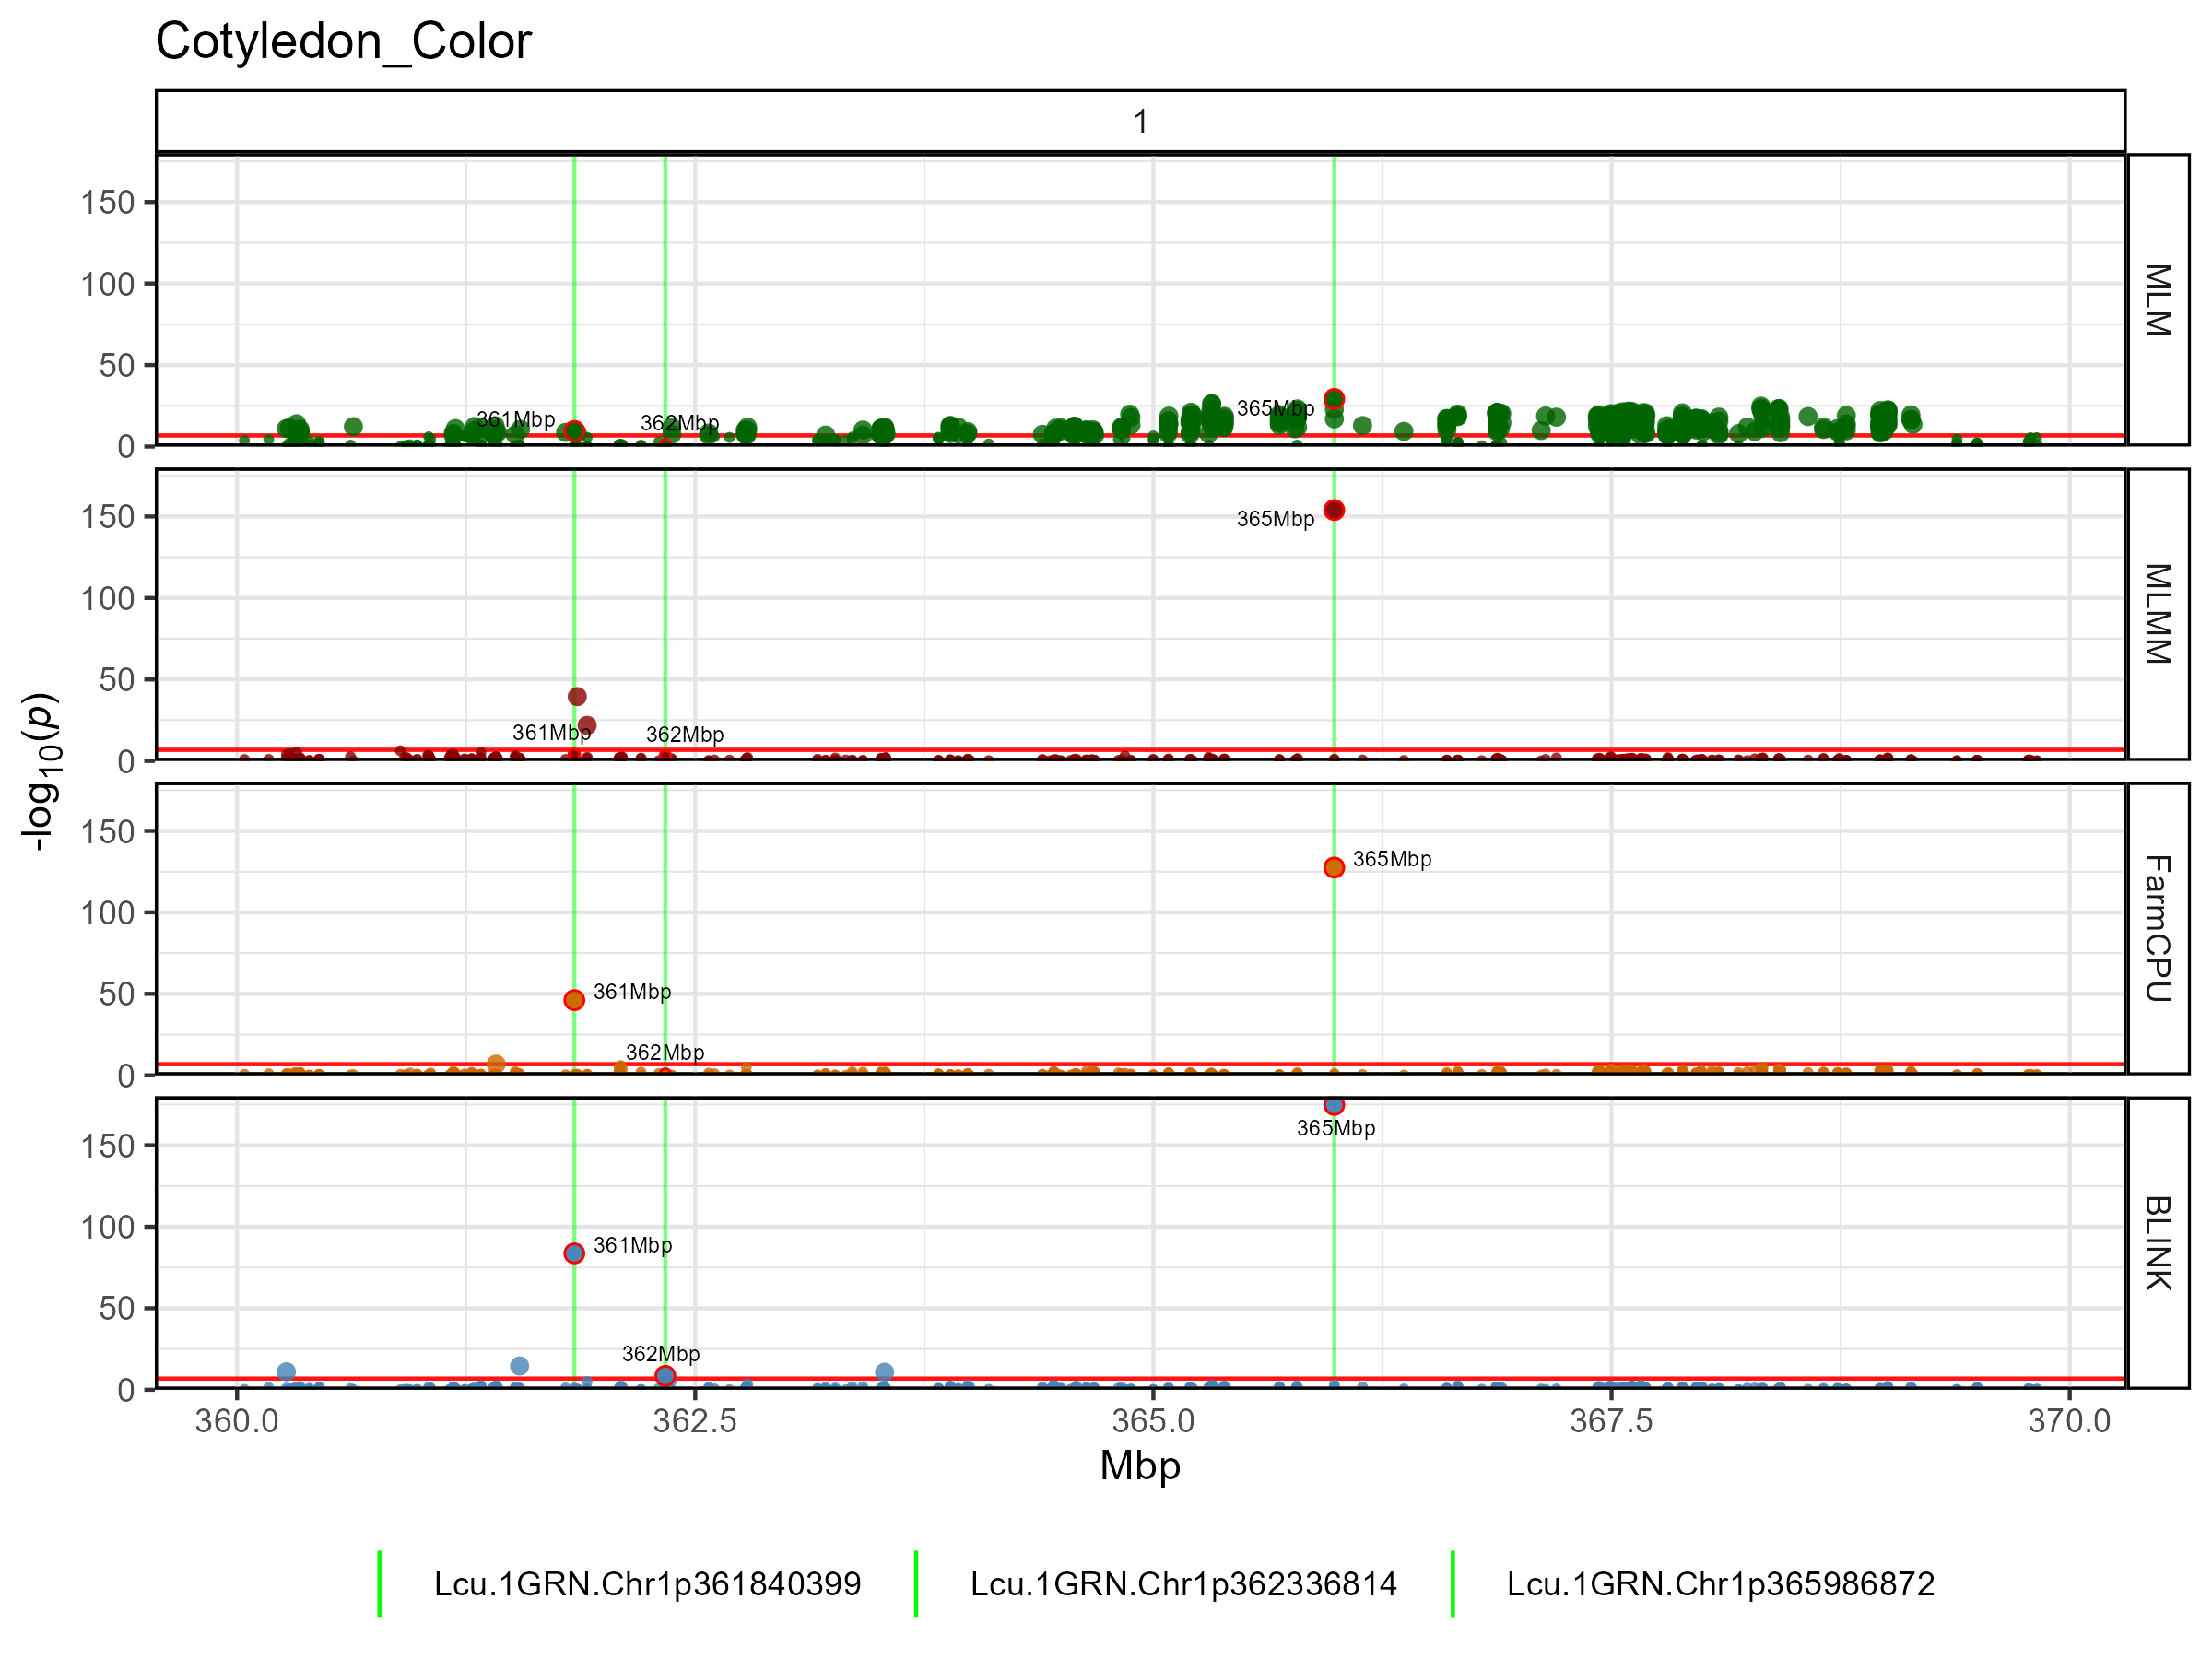 Cotyledon_Color
1
-log10(p)
150
100
50
0
361Mbp
362Mbp
365Mbp
MLM
150
100
50
0
361Mbp
362Mbp
365Mbp
MLMM
150
100
50
0
361Mbp
362Mbp
365Mbp
FarmCPU
150
100
50
0
361Mbp
362Mbp
365Mbp
BLINK
360.0 362.5 365.0 367.5 370.0
Mbp
Lcu.1GRN.Chr1p361840399 Lcu.1GRN.Chr1p362336814 Lcu.1GRN.Chr1p365986872